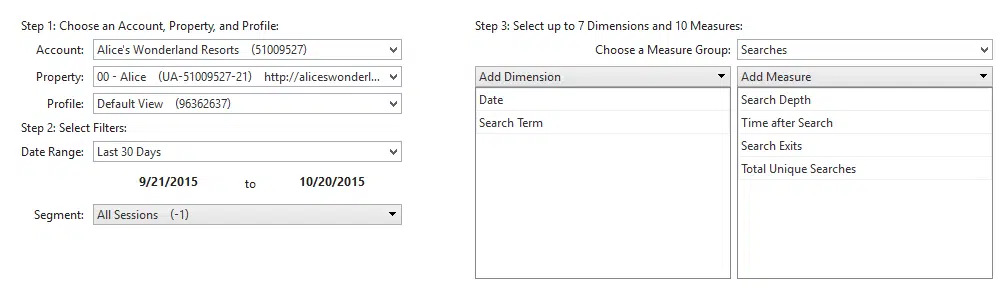 Step 1: Choose an Account, Property, and Profile:
Account: Alice's Wonderland Resorts (51009527)
Property: 00 - Alice (UA-51009527-21) http://aliceswonderl...
Profile: Default View (96362637)
Step 2: Select Filters:
Date Range: Last 30 Days
9/21/2015 to 10/20/2015
Segment: All Sessions (-1)
Step 3: Select up to 7 Dimensions and 10 Measures:
Choose a Measure Group: Searches
Add Dimension
Date
Search Term
Add Measure
Search Depth
Time after Search
Search Exits
Total Unique Searches